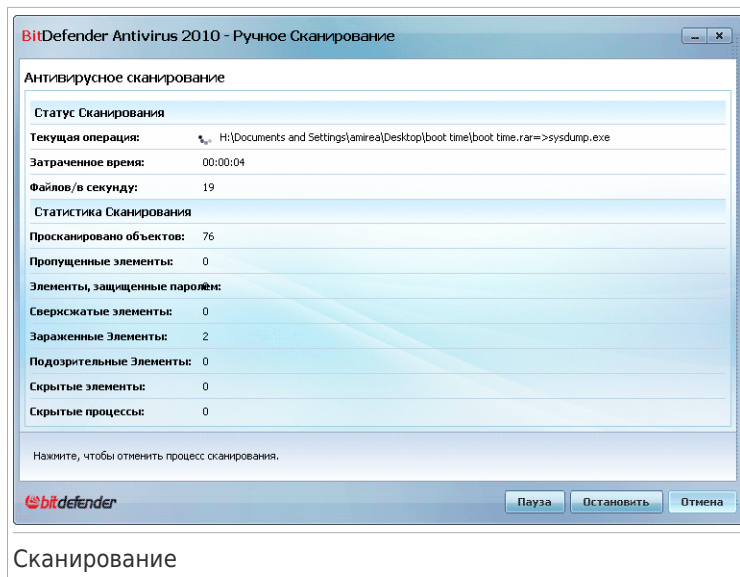 BitDefender Antivirus 2010 - Ручное Сканирование
Антивирусное сканирование
Статус Сканирования
Текущая операция: H:\Documents and Settings\amirea\Desktop\boot time\boot time.rar=>sysdump.exe
Затраченное время: 00:00:04
Файлов/в секунду: 19
Статистика Сканирования
Просканировано объектов: 76
Пропущенные элементы: 0
Элементы, защищенные паролем: 0
Сверхсжатые элементы: 0
Зараженные Элементы: 2
Подозрительные Элементы: 0
Скрытые элементы: 0
Скрытые процессы: 0
Нажмите, чтобы отменить процесс сканирования.
bitdefender Пауза Остановить Отмена
Сканирование